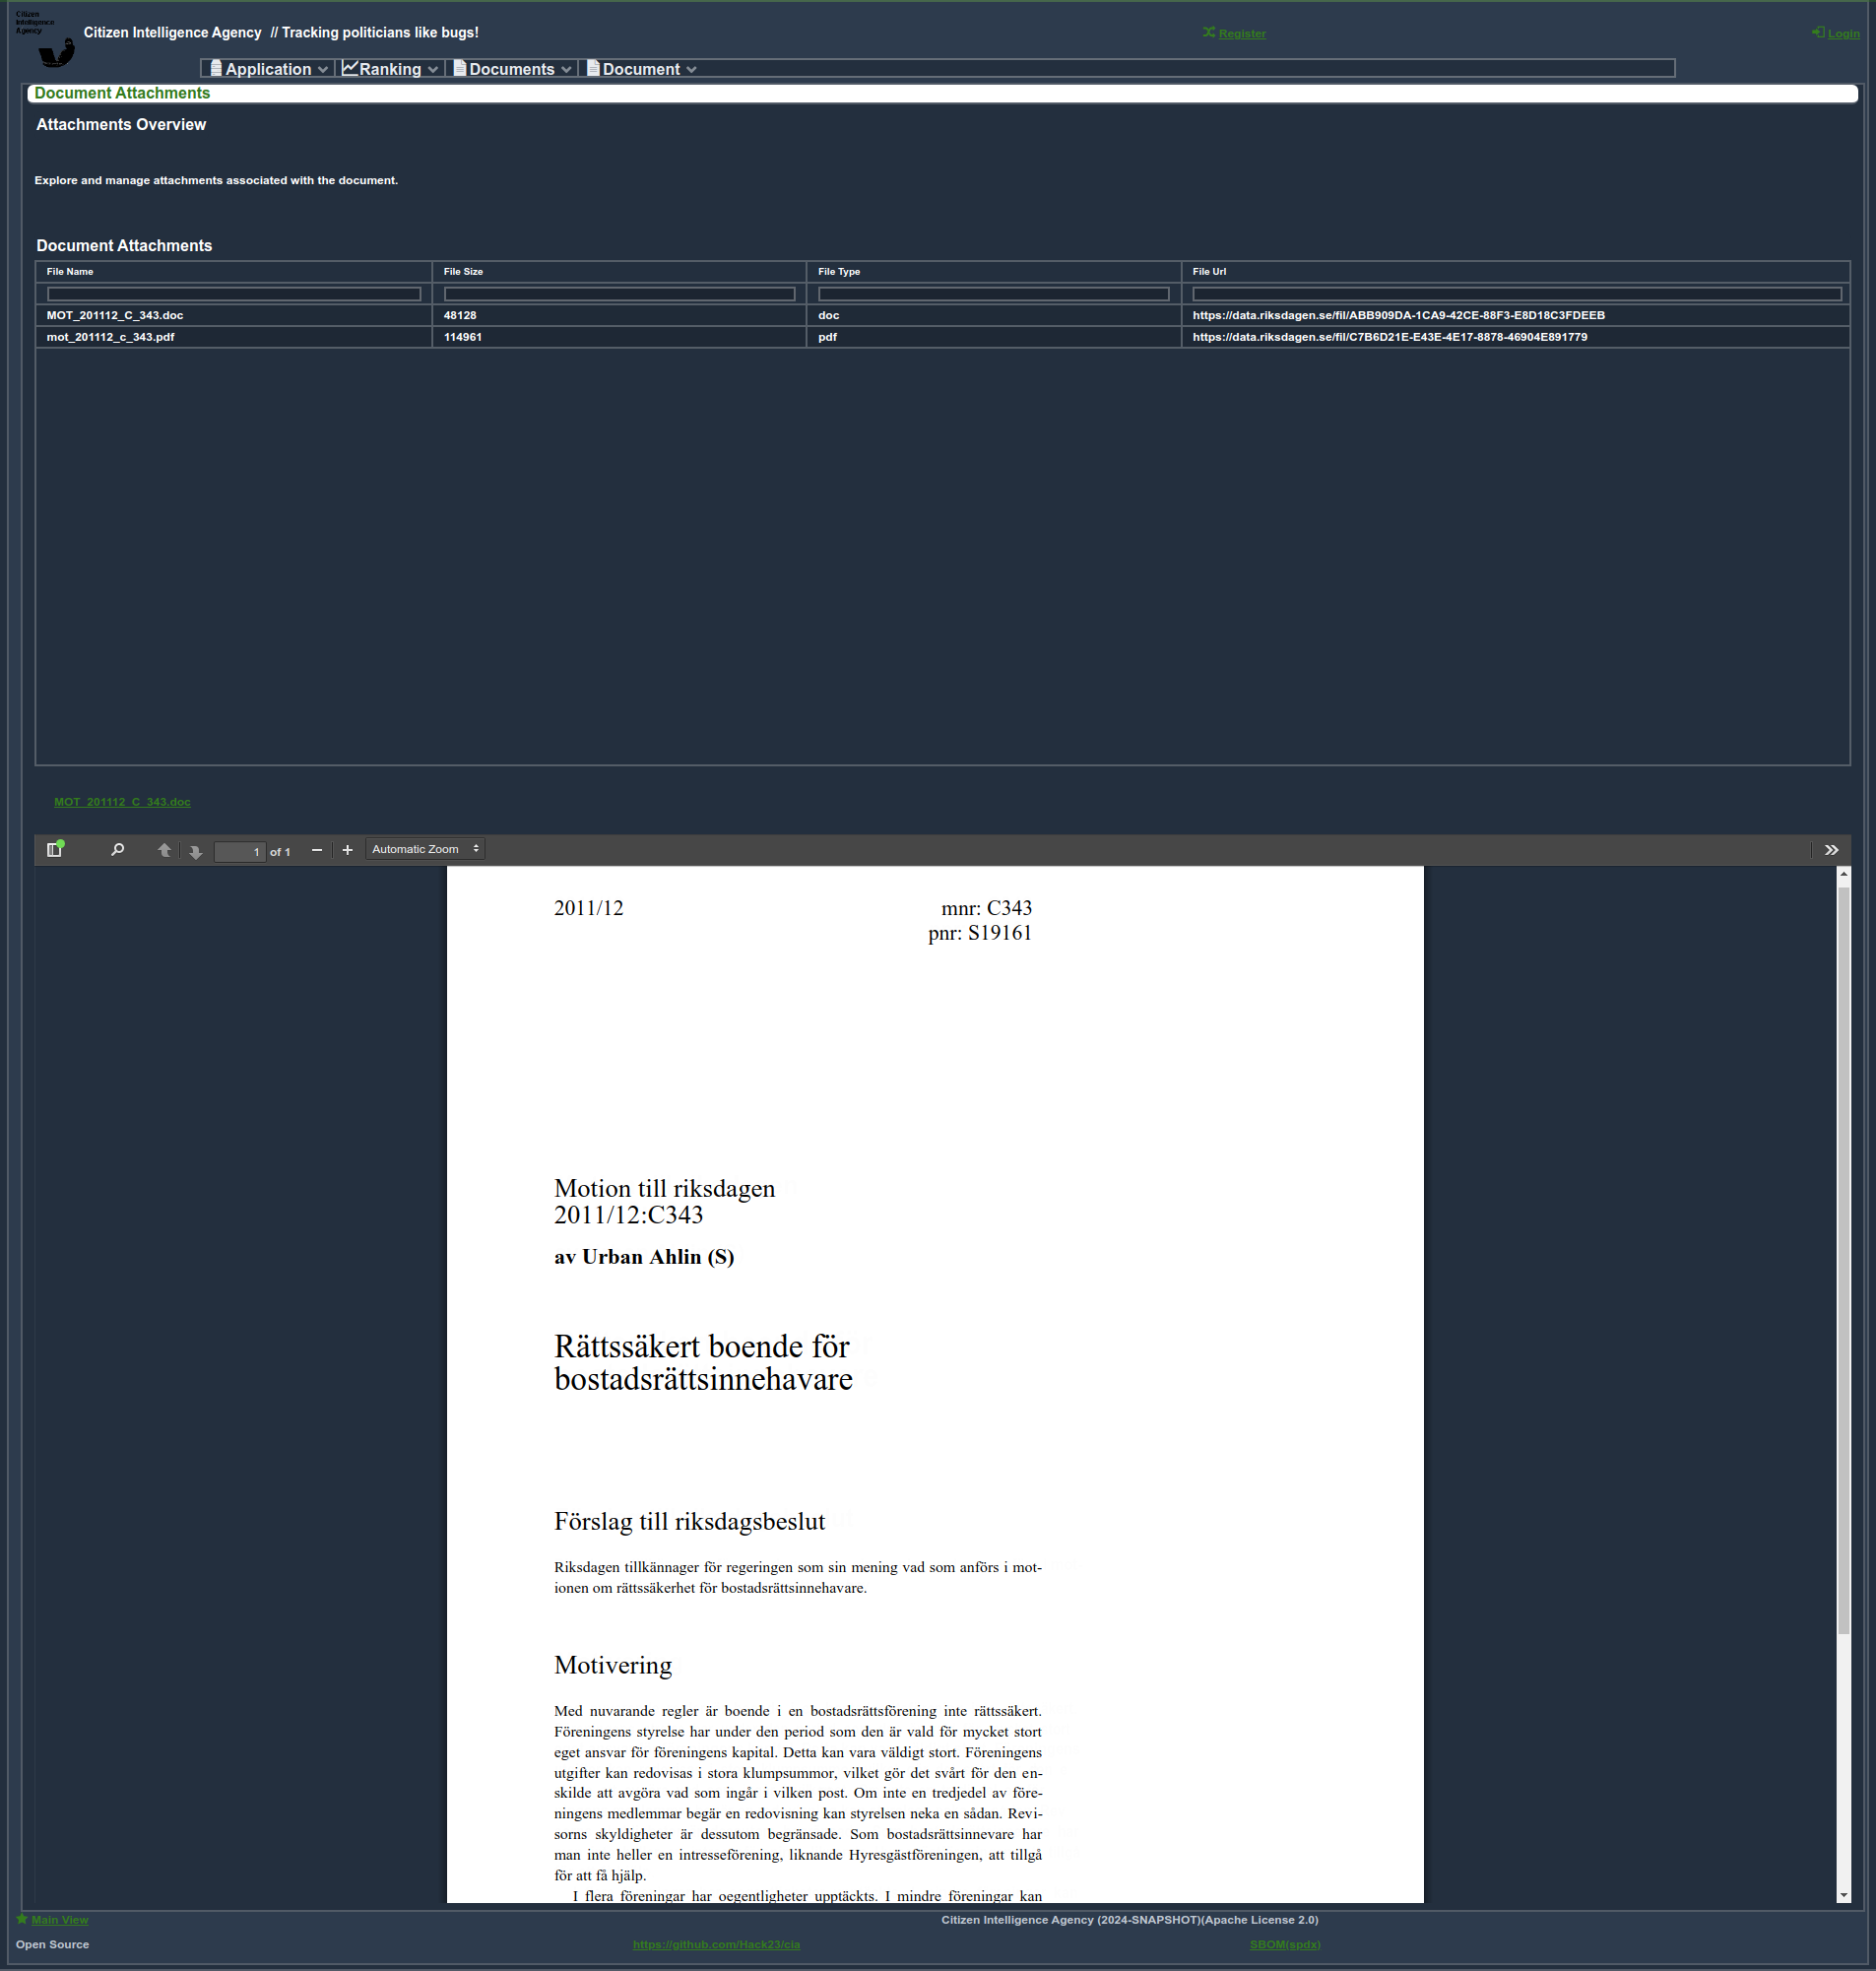 Citizen
Intelligence
Agency
Citizen Intelligence Agency // Tracking politicians like bugs!
Register
Login
Application
Ranking
Documents
Document
Document Attachments
Attachments Overview
Explore and manage attachments associated with the document.
Document Attachments
File Name File Size File Type File Url
MOT_201112_C_343.doc 48128 doc https://data.riksdagen.se/fil/ABB909DA-1CA9-42CE-88F3-E8D18C3FDEEB
mot_201112_c_343.pdf 114961 pdf https://data.riksdagen.se/fil/C7B6D21E-E43E-4E17-8878-46904E891779
MOT_201112_C_343.doc
1 of 1 Automatic Zoom
2011/12 mnr: C343
pnr: S19161
Motion till riksdagen
2011/12:C343
av Urban Ahlin (S)
Rättssäkert boende för
bostadsrättsinnehavare
Förslag till riksdagsbeslut
Riksdagen tillkännager för regeringen som sin mening vad som anförs i mot-
ionen om rättssäkerhet för bostadsrättsinnehavare.
Motivering
Med nuvarande regler är boende i en bostadsrättsförening inte rättssäkert.
Föreningens styrelse har under den period som den är vald för mycket stort
eget ansvar för föreningens kapital. Detta kan vara väldigt stort. Föreningens
utgifter kan redovisas i stora klumpsummor, vilket gör det svårt för den en-
skilde att avgöra vad som ingår i vilken post. Om inte en tredjedel av före-
ningens medlemmar begär en redovisning kan styrelsen neka en sådan. Revi-
sorns skyldigheter är dessutom begränsade. Som bostadsrättsinnevare har
man inte heller en intresseförening, liknande Hyresgästföreningen, att tillgå
för att få hjälp.
I flera föreningar har oegentligheter upptäckts. I mindre föreningar kan
Main View
Citizen Intelligence Agency (2024-SNAPSHOT)(Apache License 2.0)
Open Source
https://github.com/Hack23/cia
SBOM(spdx)